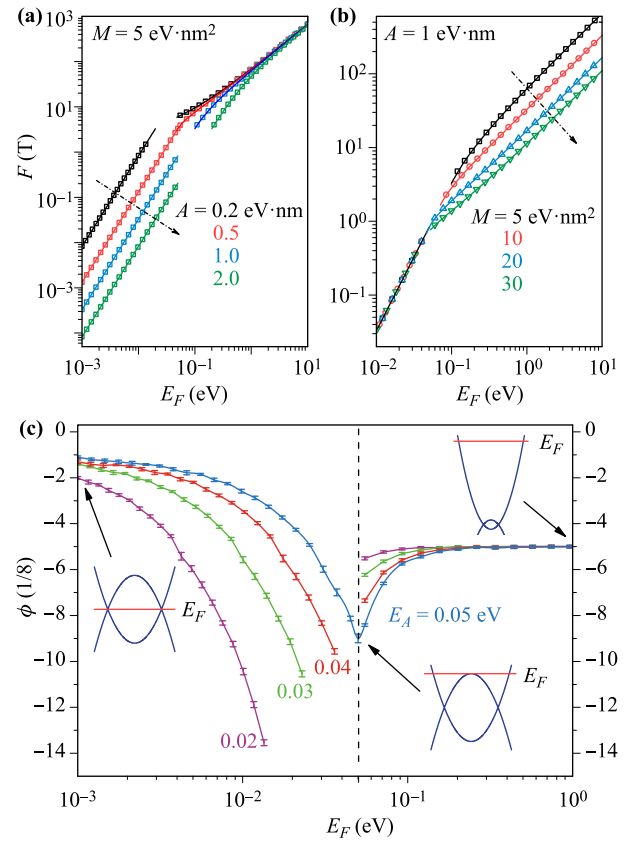 (a)
M = 5 eV·nm²
F (T)
10³
10¹
10⁻¹
10⁻³
A = 0.2 eV·nm
0.5
1.0
2.0
10⁻³ 10⁻¹ 10¹
E_F (eV)
(b)
A = 1 eV·nm
10²
10¹
10⁰
10⁻¹
M = 5 eV·nm²
10
20
30
10⁻² 10⁻¹ 10⁰ 10¹
E_F (eV)
(c)
ϕ (1/8)
0
−2
−4
−6
−8
−10
−12
−14
E_F
0.02
0.03
0.04
E_A = 0.05 eV
E_F
E_F
0
−2
−4
−6
−8
−10
−12
−14
10⁻³ 10⁻² 10⁻¹ 10⁰
E_F (eV)